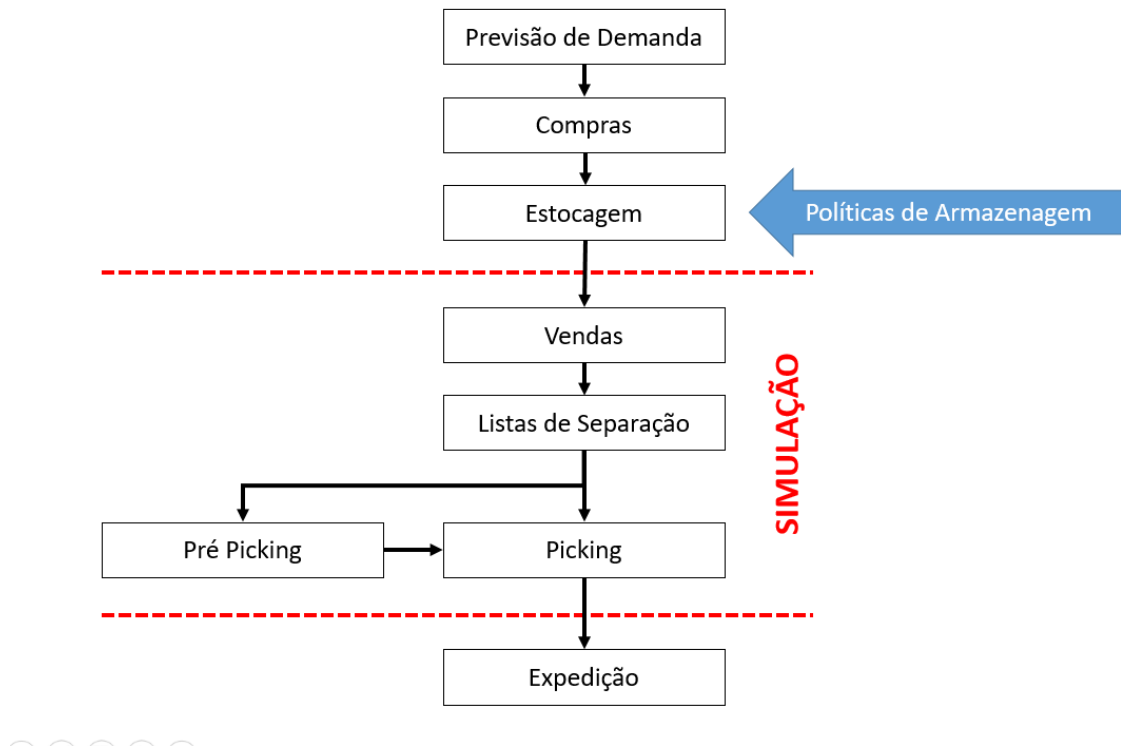 Previsão de Demanda
Compras
Estocagem
Políticas de Armazenagem
Vendas
Listas de Separação
SIMULAÇÃO
Pré Picking
Picking
Expedição